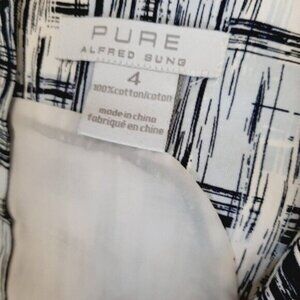 PURE
ALFRED SUNG
4
100%cotton/coton
made in china
fabriqué en chine